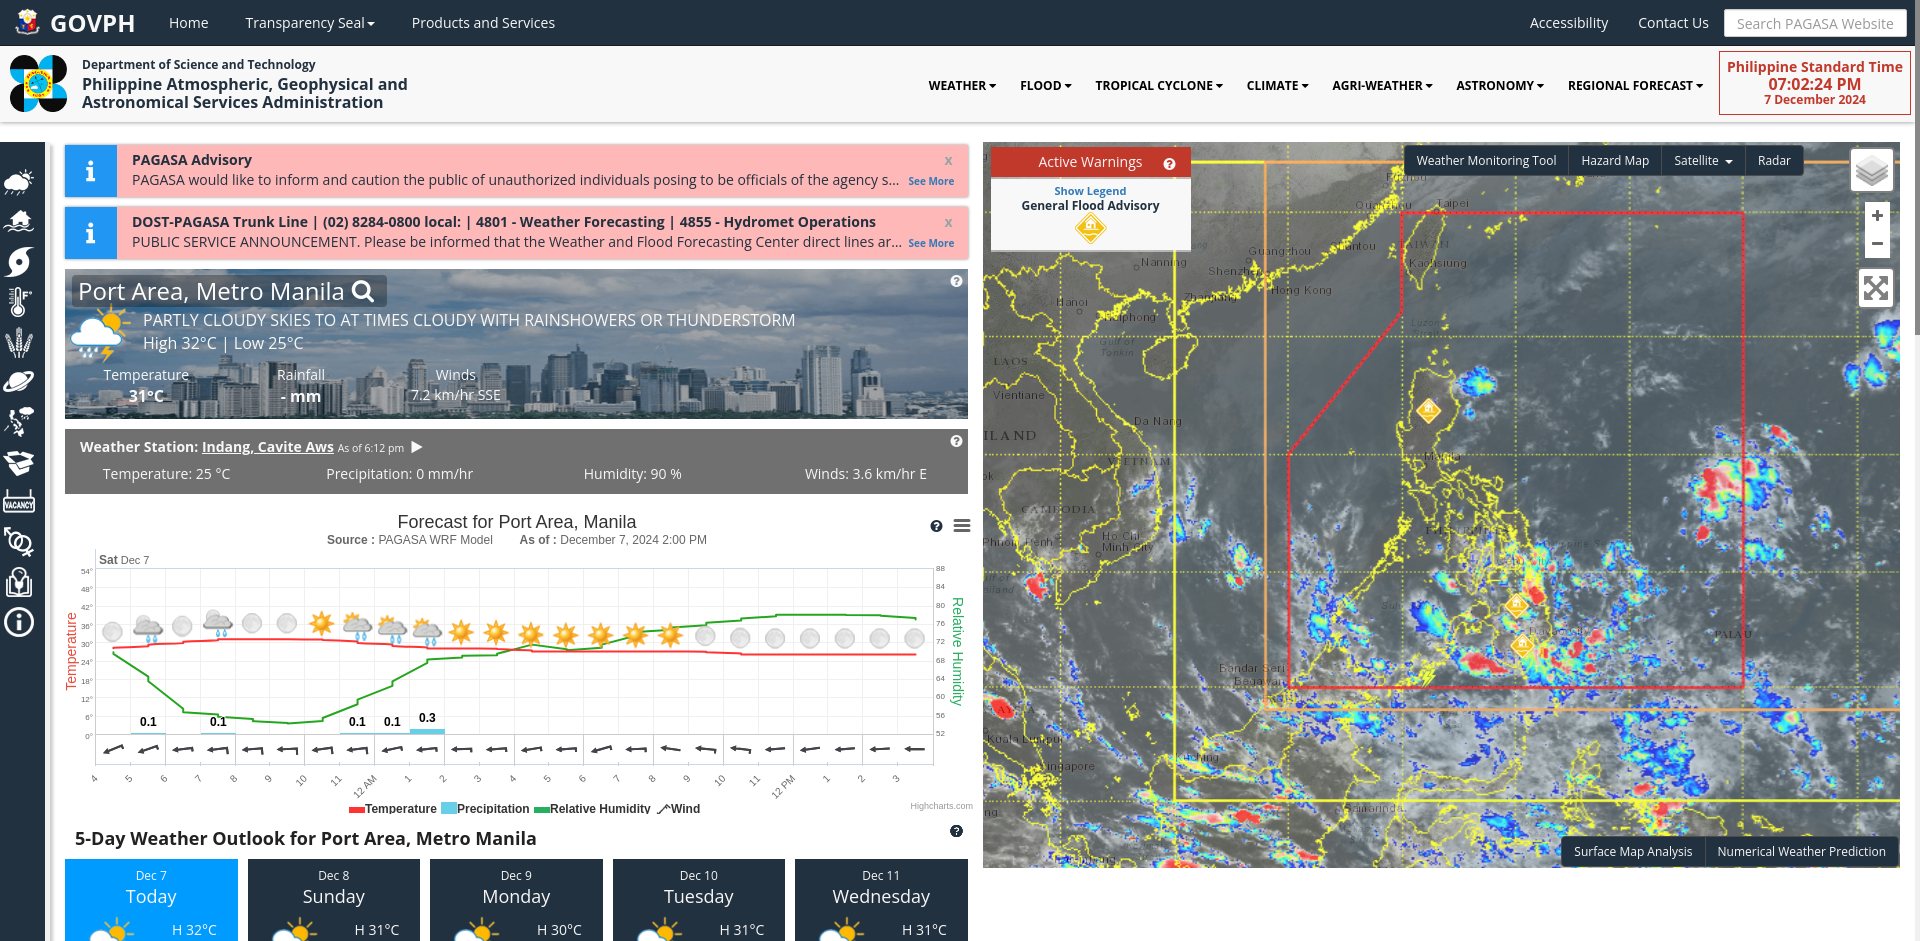 GOVPH
Home
Transparency Seal
Products and Services
Accessibility
Contact Us
Search PAGASA Website
Department of Science and Technology
Philippine Atmospheric, Geophysical and
Astronomical Services Administration
WEATHER
FLOOD
TROPICAL CYCLONE
CLIMATE
AGRI-WEATHER
ASTRONOMY
REGIONAL FORECAST
Philippine Standard Time
07:02:24 PM
7 December 2024
VACANCY
PAGASA Advisory
x
PAGASA would like to inform and caution the public of unauthorized individuals posing to be officials of the agency s...
See More
DOST-PAGASA Trunk Line | (02) 8284-0800 local: | 4801 - Weather Forecasting | 4855 - Hydromet Operations
x
PUBLIC SERVICE ANNOUNCEMENT. Please be informed that the Weather and Flood Forecasting Center direct lines ar...
See More
Port Area, Metro Manila
PARTLY CLOUDY SKIES TO AT TIMES CLOUDY WITH RAINSHOWERS OR THUNDERSTORM
High 32°C | Low 25°C
Temperature
Rainfall
Winds
31°C
- mm
7.2 km/hr SSE
Weather Station: Indang, Cavite Aws As of 6:12 pm
Temperature: 25 °C
Precipitation: 0 mm/hr
Humidity: 90 %
Winds: 3.6 km/hr E
Forecast for Port Area, Manila
Source : PAGASA WRF Model
As of : December 7, 2024 2:00 PM
Sat Dec 7
Temperature
54°
48°
42°
36°
30°
24°
18°
12°
6°
0°
88
84
80
76
72
68
64
60
56
52
Relative Humidity
0.1
0.1
0.1
0.1
0.3
4
5
6
7
8
9
10
11
12 AM
1
2
3
4
5
6
7
8
9
10
11
12 PM
1
2
3
Temperature
Precipitation
Relative Humidity
Wind
Highcharts.com
5-Day Weather Outlook for Port Area, Metro Manila
Dec 7
Today
H 32°C
Dec 8
Sunday
H 31°C
Dec 9
Monday
H 30°C
Dec 10
Tuesday
H 31°C
Dec 11
Wednesday
H 31°C
Active Warnings
Show Legend
General Flood Advisory
Weather Monitoring Tool
Hazard Map
Satellite
Radar
+
−
Taipei
TAIWAN
Kaohsiung
Guangzhou
Shantou
Nanning
Shenzhen
Hong Kong
Zhanjiang
Hanoi
Haiphong
Gulf of
Tonkin
Luzon
LAOS
Vientiane
Da Nang
ILAND
VIETNAM
Manila
CAMBODIA
Phnom Penh
Ho Chi
Minh City
PHILIPPINES
PALAU
Bandar Seri
Begawan
Kuala Lumpur
Singapore
Kuching
Samarinda
Surface Map Analysis
Numerical Weather Prediction